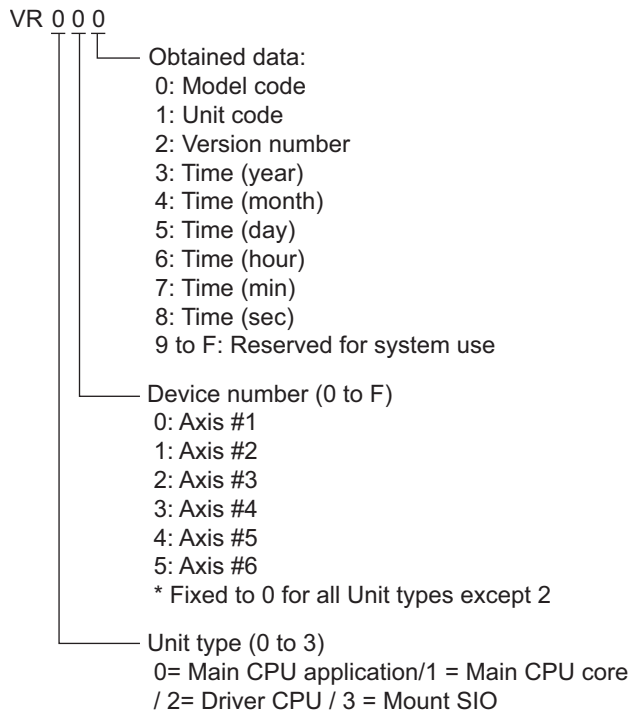 VR 0 0 0
Obtained data:
0: Model code
1: Unit code
2: Version number
3: Time (year)
4: Time (month)
5: Time (day)
6: Time (hour)
7: Time (min)
8: Time (sec)
9 to F: Reserved for system use
Device number (0 to F)
0: Axis #1
1: Axis #2
2: Axis #3
3: Axis #4
4: Axis #5
5: Axis #6
* Fixed to 0 for all Unit types except 2
Unit type (0 to 3)
0= Main CPU application/1 = Main CPU core
/ 2= Driver CPU / 3 = Mount SIO